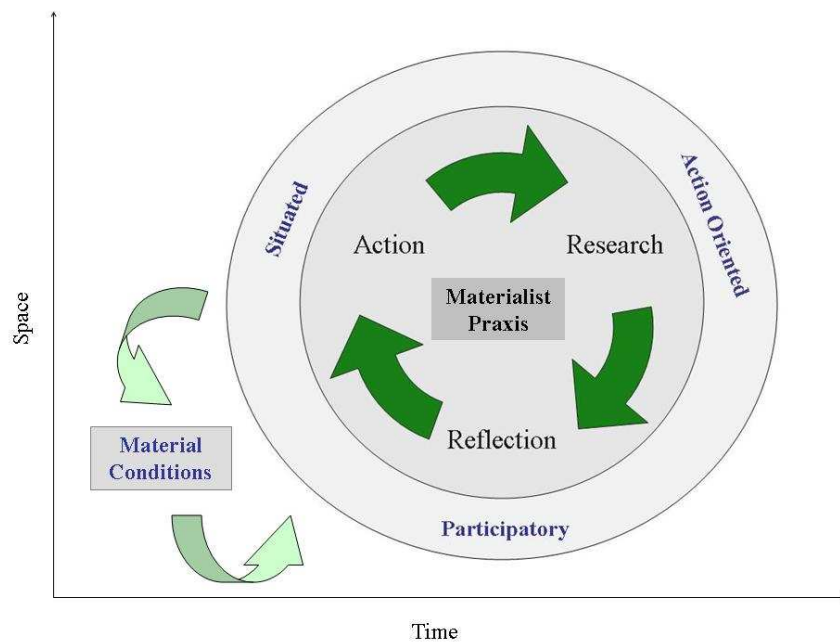 Situated
Action Oriented
Action
Research
Materialist
Praxis
Space
Reflection
Material
Conditions
Participatory
Time